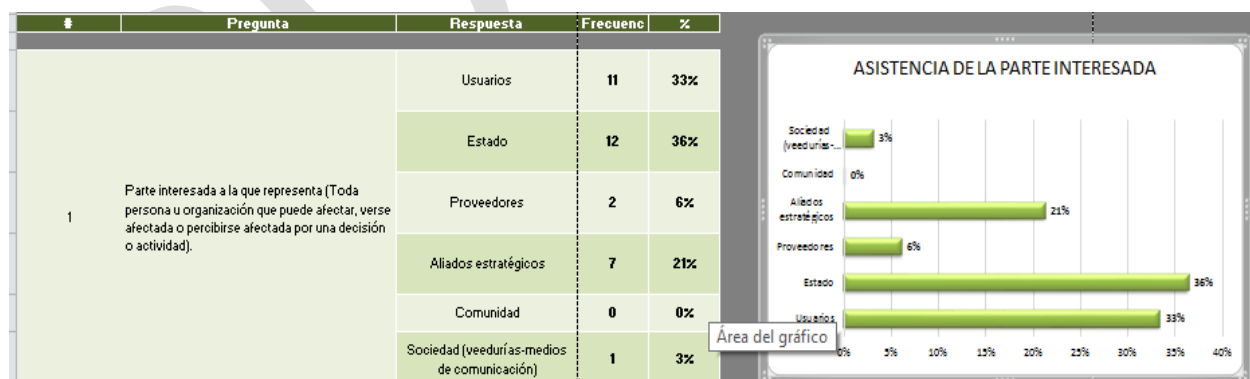 # Pregunta Respuesta Frecuenc %
1
Parte interesada a la que representa (Toda
persona u organización que puede afectar, verse
afectada o percibirse afectada por una decisión
o actividad).
Usuarios 11 33%
Estado 12 36%
Proveedores 2 6%
Aliados estratégicos 7 21%
Comunidad 0 0%
Sociedad (veedurías-medios
de comunicación) 1 3%
ASISTENCIA DE LA PARTE INTERESADA
Sociedad
(veedurías-... 3%
Comunidad 0%
Aliados
estratégicos 21%
Proveedores 6%
Estado 36%
Usuarios 33%
Área del gráfico
0% 5% 10% 15% 20% 25% 30% 35% 40%